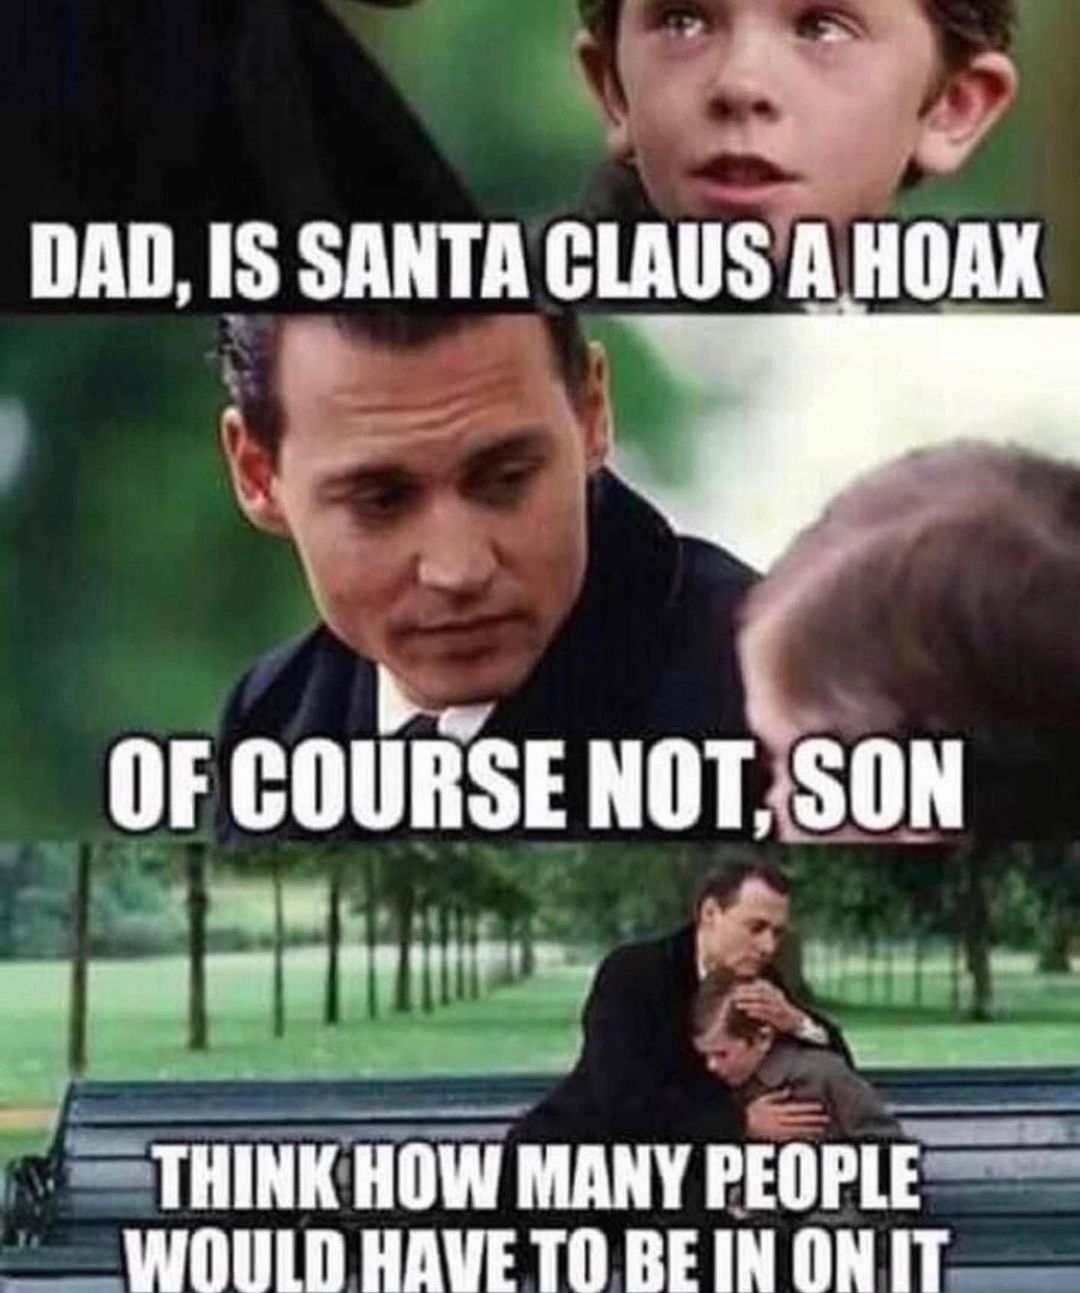 DAD, IS SANTA CLAUS A HOAX
OF COURSE NOT, SON
THINK HOW MANY PEOPLE
WOULD HAVE TO BE IN ON IT